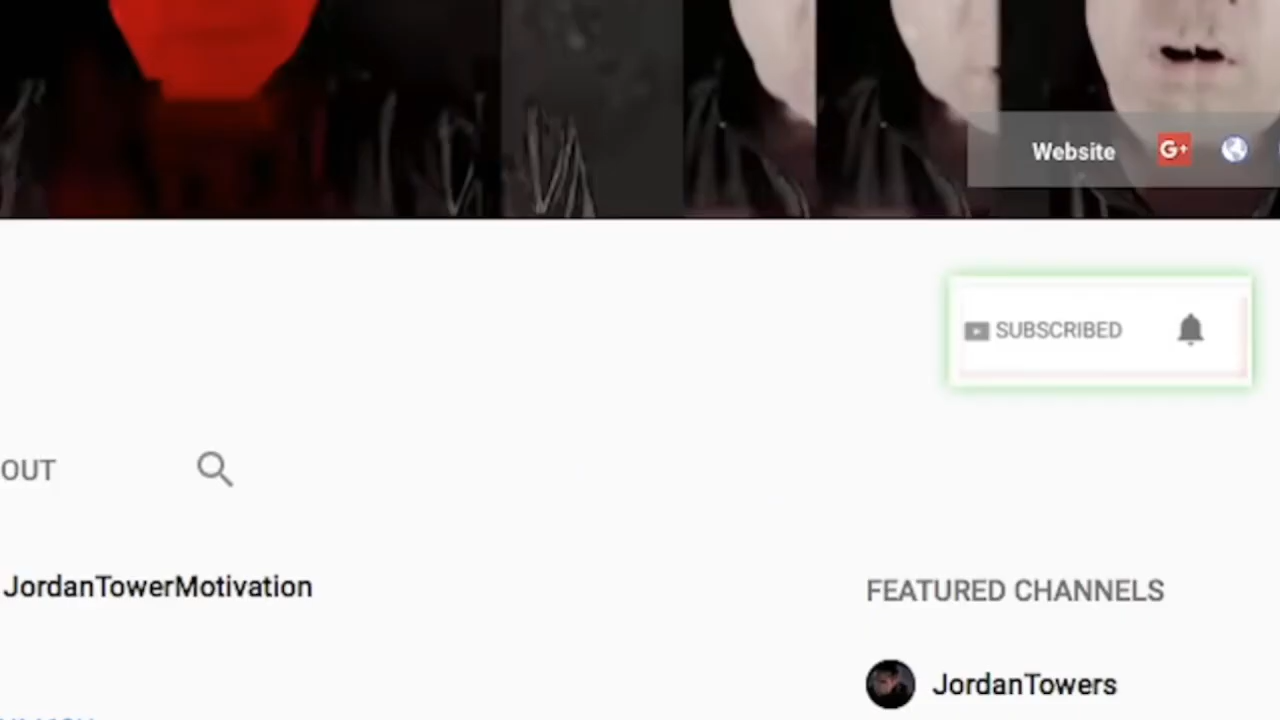 Website
G+
SUBSCRIBED
OUT
JordanTowerMotivation
FEATURED CHANNELS
JordanTowers